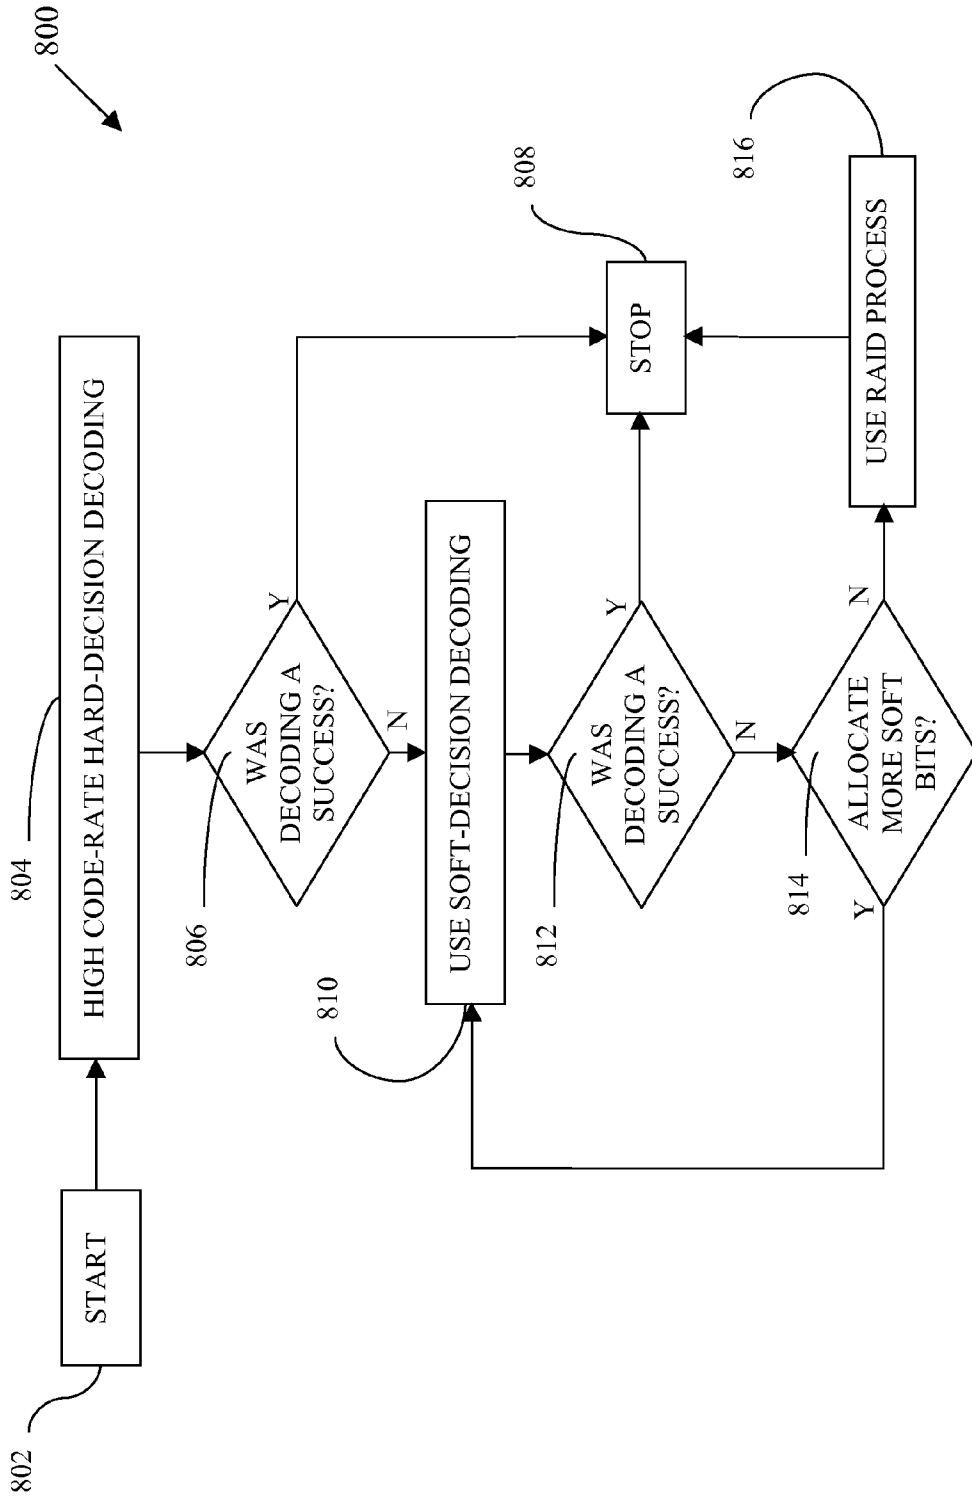 800
802
START
804
HIGH CODE-RATE HARD-DECISION DECODING
806
WAS
DECODING A
SUCCESS?
Y
N
808
STOP
810
USE SOFT-DECISION DECODING
812
WAS
DECODING A
SUCCESS?
Y
N
814
ALLOCATE
MORE SOFT
BITS?
Y
N
816
USE RAID PROCESS